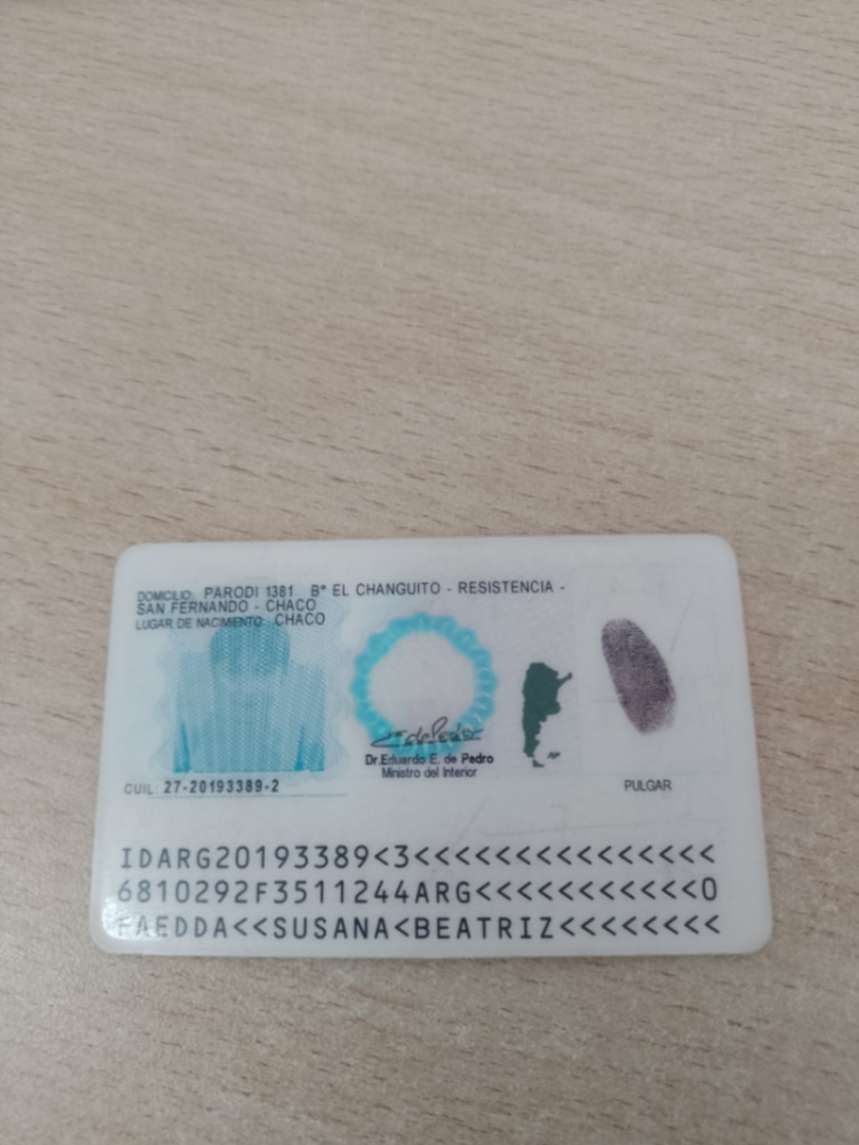 DOMICILIO: PARODI 1381 B° EL CHANGUITO - RESISTENCIA -
SAN FERNANDO - CHACO
LUGAR DE NACIMIENTO: CHACO
Dr. Eduardo E. de Pedro
Ministro del Interior
CUIL: 27-20193389-2
PULGAR
IDARG20193389<3<<<<<<<<<<<<<<<
6810292F3511244ARG<<<<<<<<<<<0
FAEDDA<<SUSANA<BEATRIZ<<<<<<<<